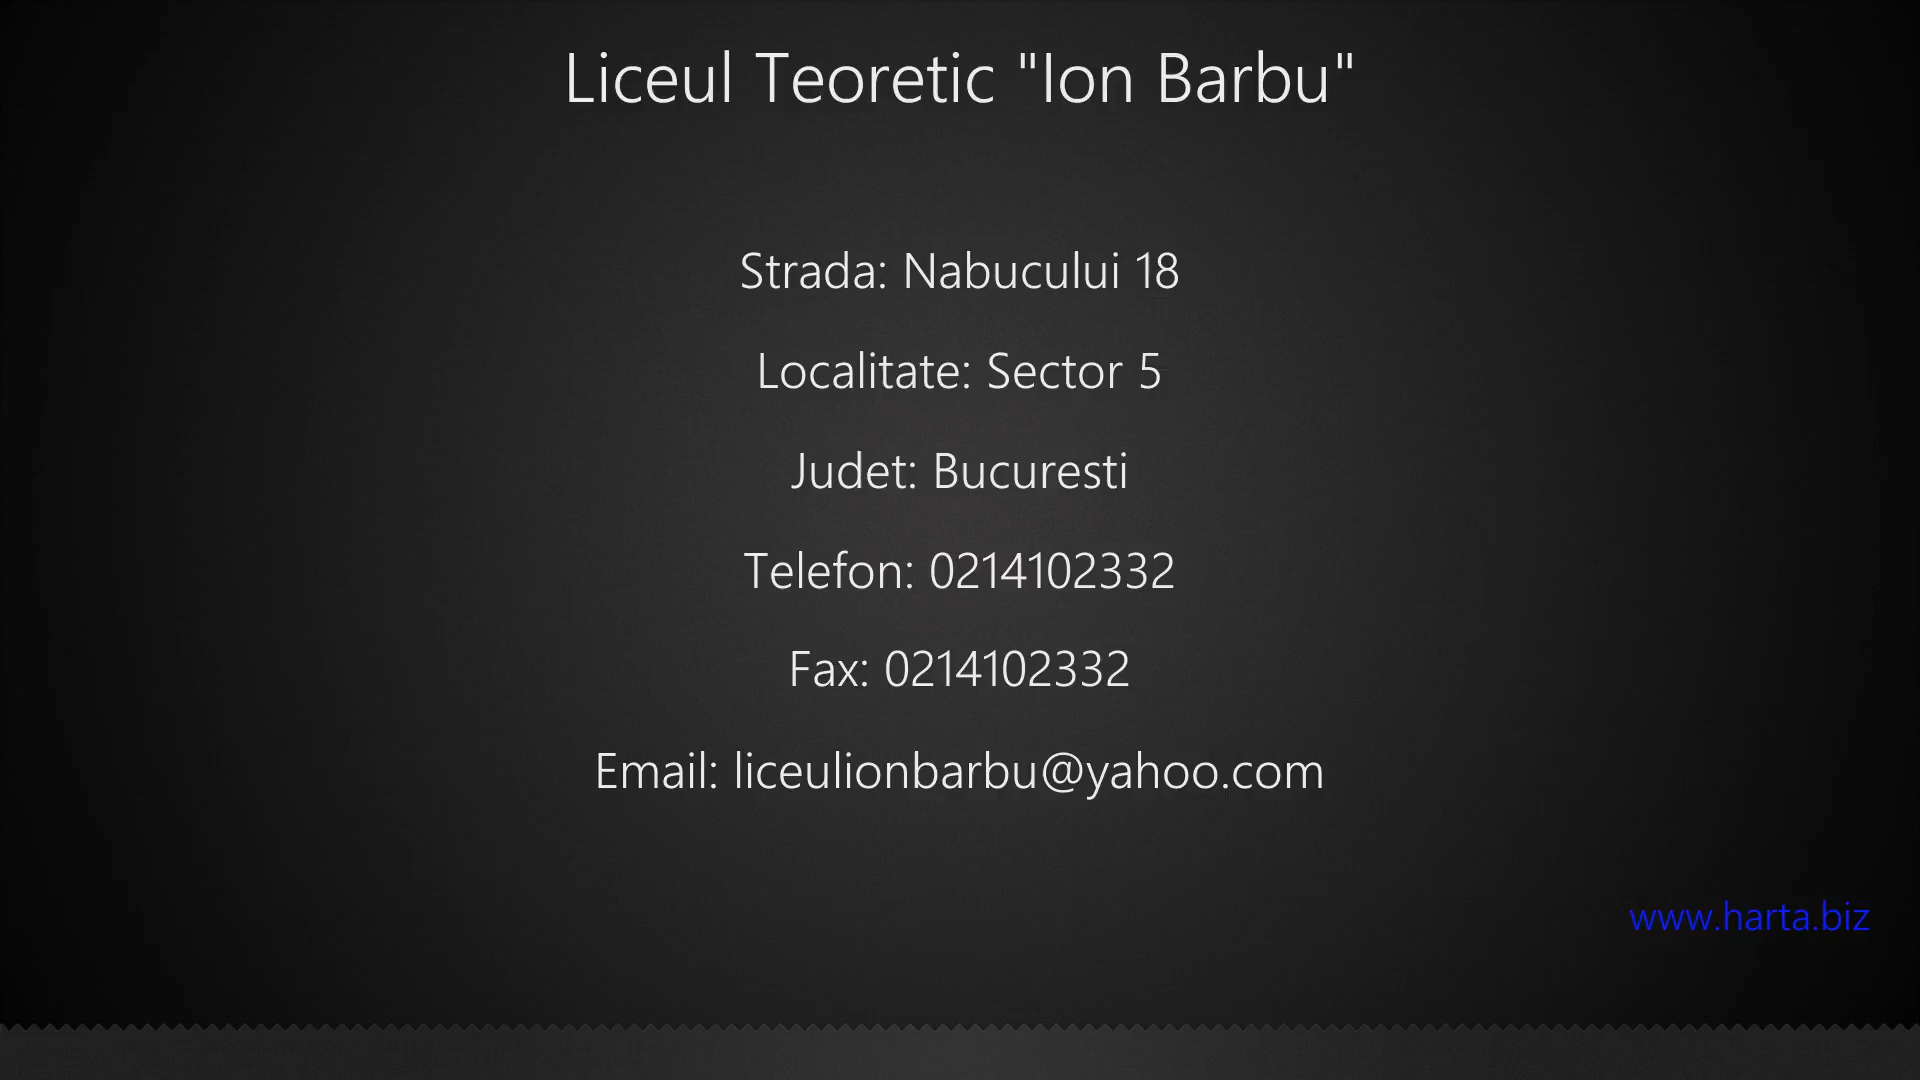 Liceul Teoretic "Ion Barbu"
Strada: Nabucului 18
Localitate: Sector 5
Judet: Bucuresti
Telefon: 0214102332
Fax: 0214102332
Email: liceulionbarbu@yahoo.com
www.harta.biz